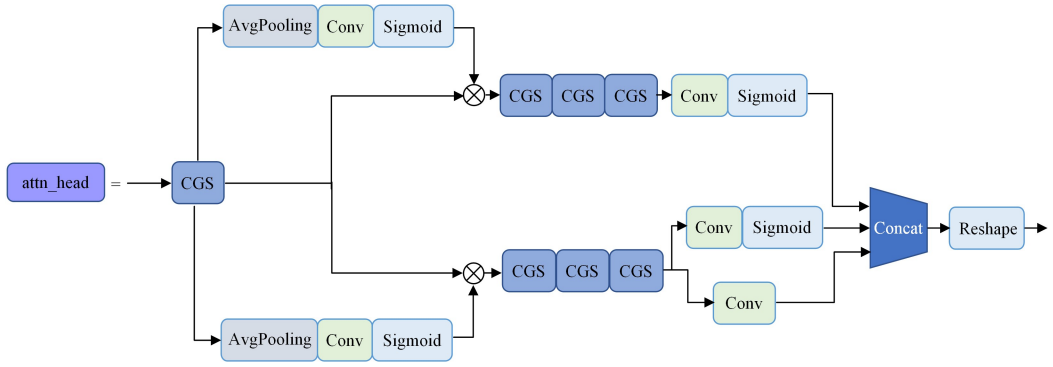 AvgPooling Conv Sigmoid
CGS CGS CGS Conv Sigmoid
attn_head = CGS
Conv Sigmoid Concat Reshape
CGS CGS CGS
Conv
AvgPooling Conv Sigmoid